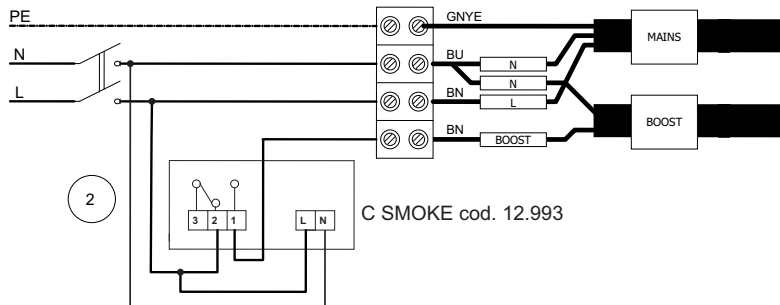 PE
GNYE
MAINS
N
BU
N
N
L
BN
L
BN
BOOST
BOOST
2
C SMOKE cod. 12.993
3 2 1
L N